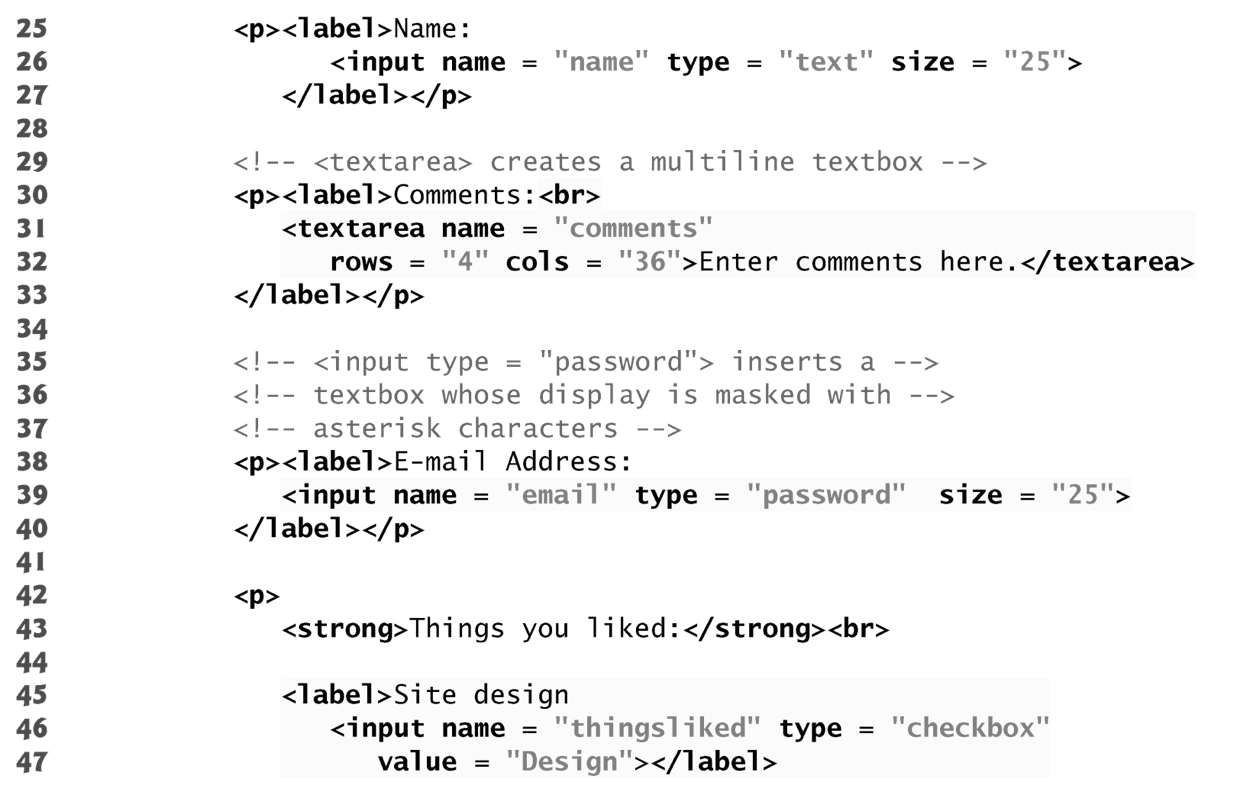 25 <p><label>Name:
26 <input name = "name" type = "text" size = "25">
27 </label></p>
28
29 <!-- <textarea> creates a multiline textbox -->
30 <p><label>Comments:<br>
31 <textarea name = "comments"
32 rows = "4" cols = "36">Enter comments here.</textarea>
33 </label></p>
34
35 <!-- <input type = "password"> inserts a -->
36 <!-- textbox whose display is masked with -->
37 <!-- asterisk characters -->
38 <p><label>E-mail Address:
39 <input name = "email" type = "password"  size = "25">
40 </label></p>
41
42 <p>
43 <strong>Things you liked:</strong><br>
44
45 <label>Site design
46 <input name = "thingsliked" type = "checkbox"
47 value = "Design"></label>